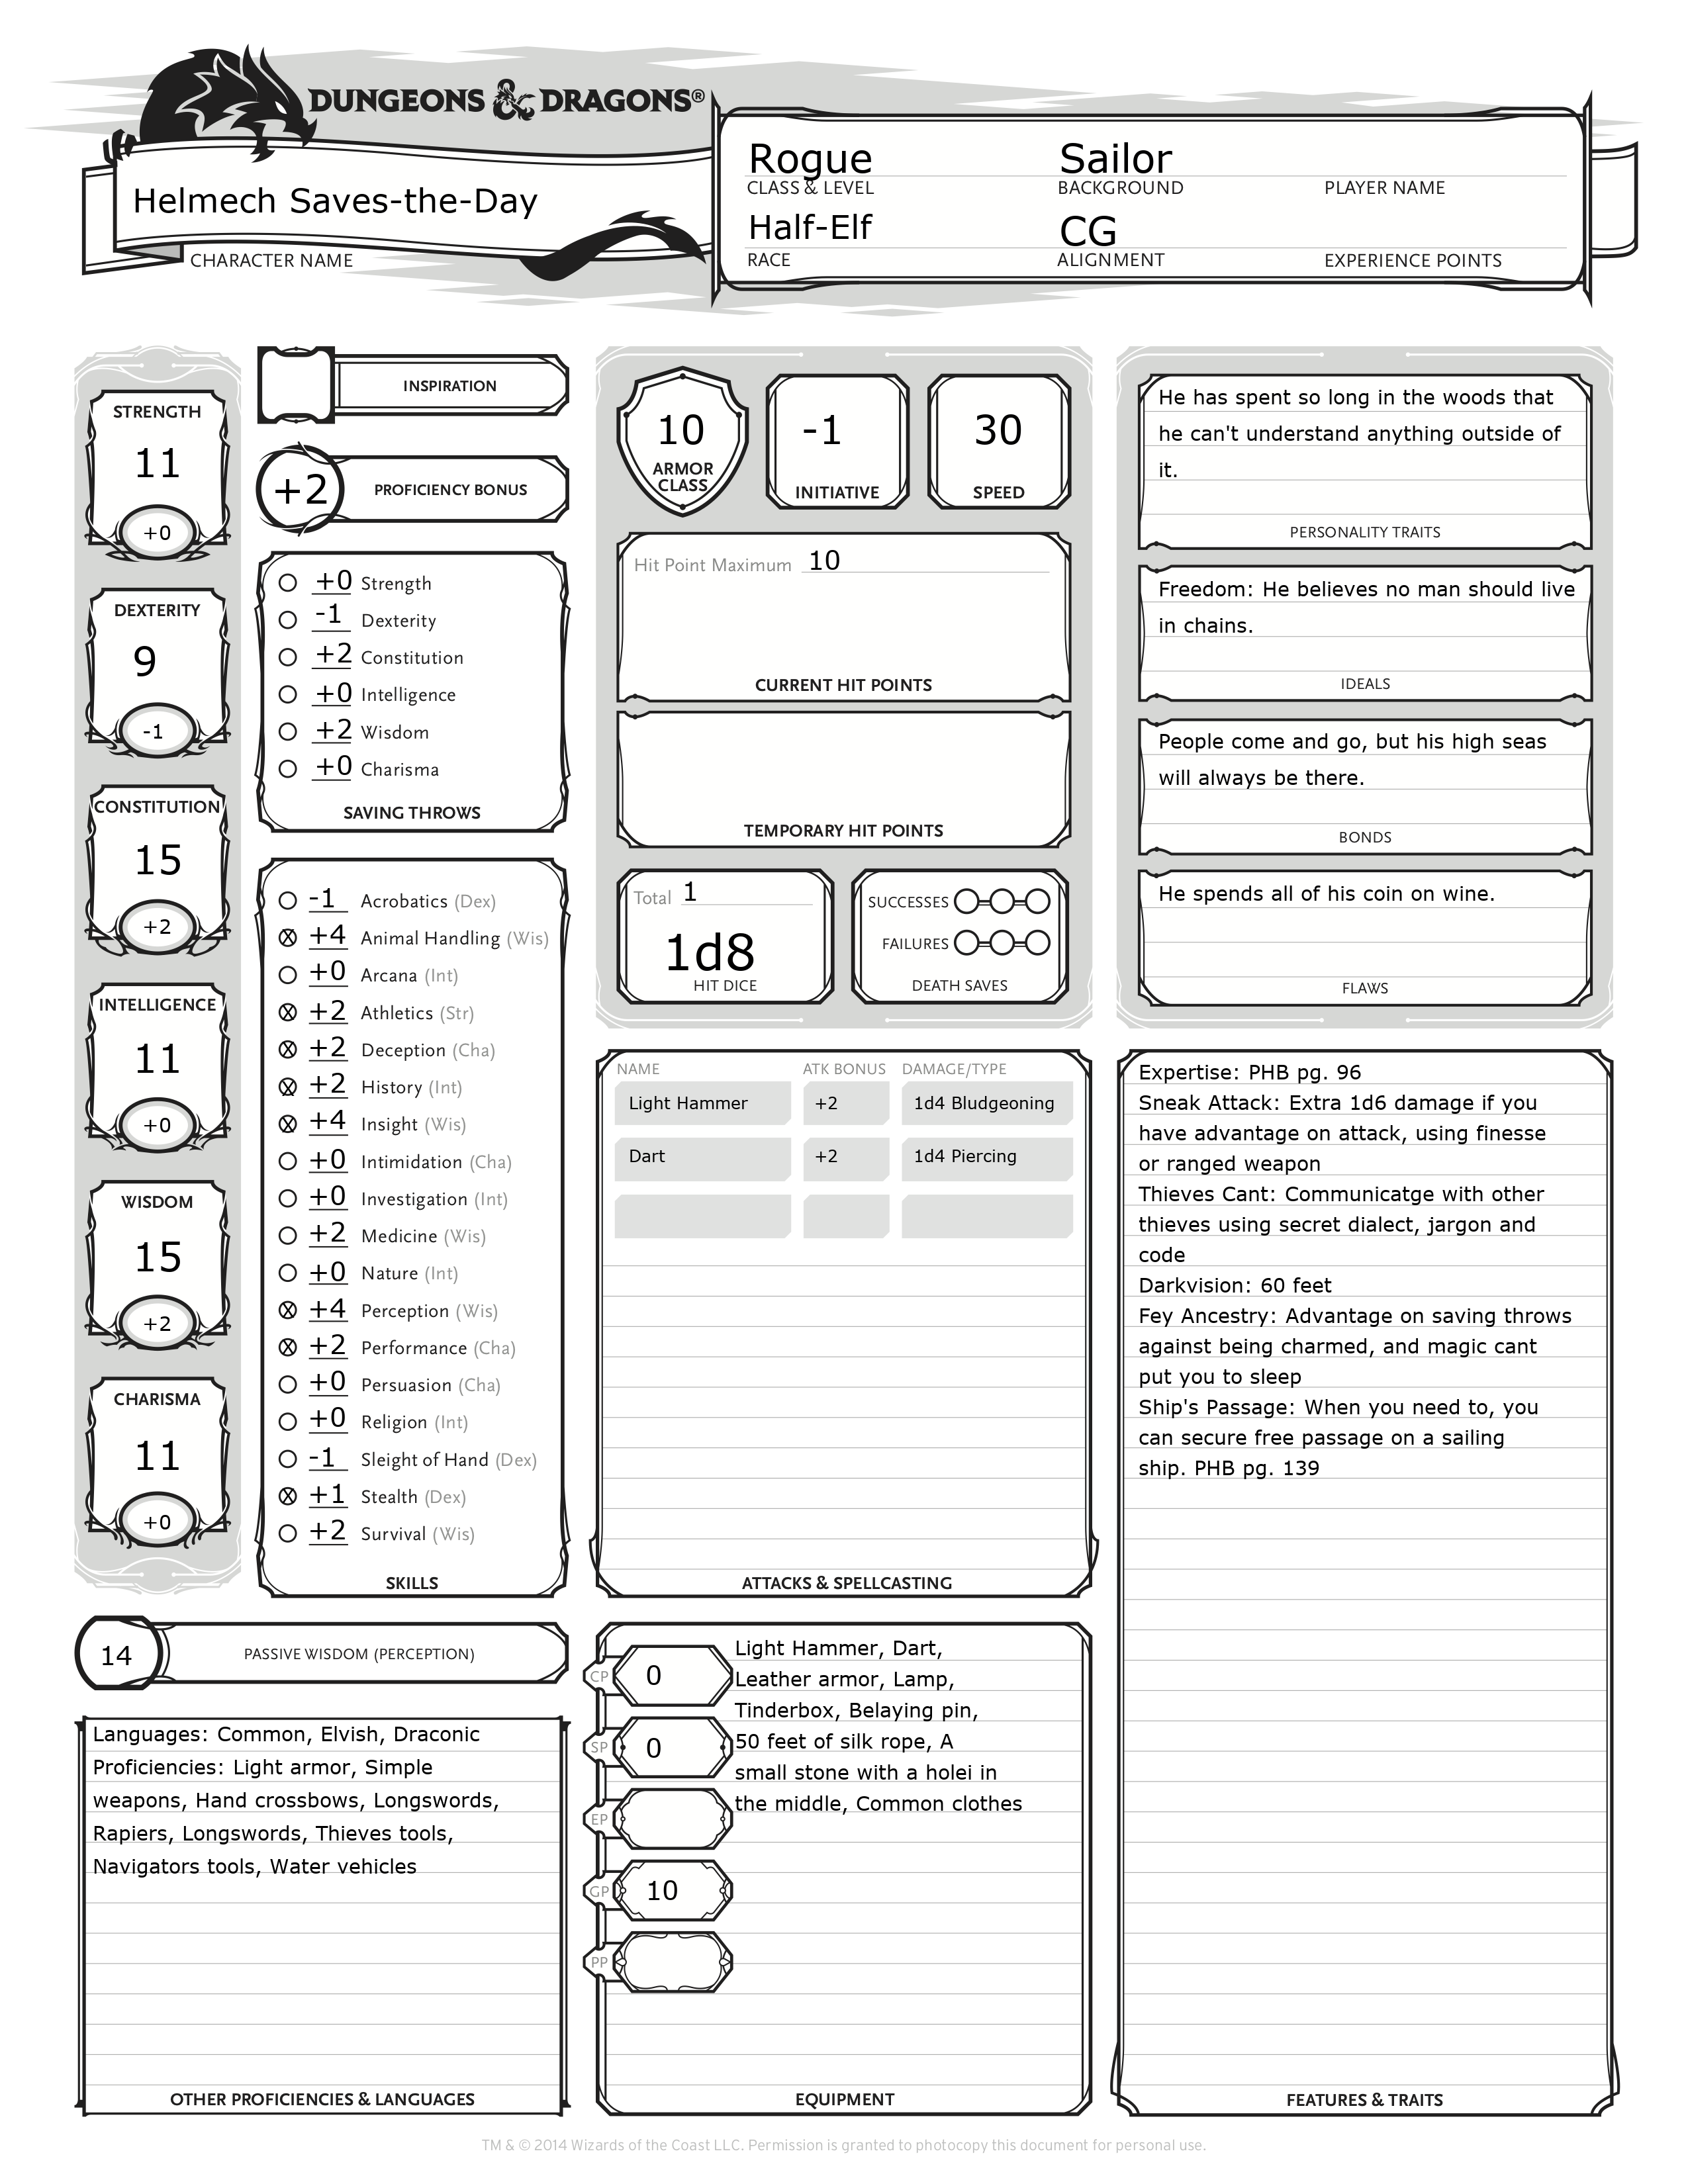 DUNGEONS & DRAGONS®
Helmech Saves-the-Day
CHARACTER NAME
Rogue Sailor
CLASS & LEVEL BACKGROUND PLAYER NAME
Half-Elf CG
RACE ALIGNMENT EXPERIENCE POINTS
STRENGTH
11
+0
DEXTERITY
9
-1
CONSTITUTION
15
+2
INTELLIGENCE
11
+0
WISDOM
15
+2
CHARISMA
11
+0
INSPIRATION
+2 PROFICIENCY BONUS
+0 Strength
-1 Dexterity
+2 Constitution
+0 Intelligence
+2 Wisdom
+0 Charisma
SAVING THROWS
-1 Acrobatics (Dex)
+4 Animal Handling (Wis)
+0 Arcana (Int)
+2 Athletics (Str)
+2 Deception (Cha)
+2 History (Int)
+4 Insight (Wis)
+0 Intimidation (Cha)
+0 Investigation (Int)
+2 Medicine (Wis)
+0 Nature (Int)
+4 Perception (Wis)
+2 Performance (Cha)
+0 Persuasion (Cha)
+0 Religion (Int)
-1 Sleight of Hand (Dex)
+1 Stealth (Dex)
+2 Survival (Wis)
SKILLS
14 PASSIVE WISDOM (PERCEPTION)
Languages: Common, Elvish, Draconic
Proficiencies: Light armor, Simple
weapons, Hand crossbows, Longswords,
Rapiers, Longswords, Thieves tools,
Navigators tools, Water vehicles
OTHER PROFICIENCIES & LANGUAGES
10
ARMOR
CLASS
-1
INITIATIVE
30
SPEED
Hit Point Maximum 10
CURRENT HIT POINTS
TEMPORARY HIT POINTS
Total 1
1d8
HIT DICE
SUCCESSES
FAILURES
DEATH SAVES
NAME ATK BONUS DAMAGE/TYPE
Light Hammer +2 1d4 Bludgeoning
Dart +2 1d4 Piercing
ATTACKS & SPELLCASTING
CP 0
SP 0
EP
GP 10
PP
Light Hammer, Dart,
Leather armor, Lamp,
Tinderbox, Belaying pin,
50 feet of silk rope, A
small stone with a holei in
the middle, Common clothes
EQUIPMENT
He has spent so long in the woods that
he can't understand anything outside of
it.
PERSONALITY TRAITS
Freedom: He believes no man should live
in chains.
IDEALS
People come and go, but his high seas
will always be there.
BONDS
He spends all of his coin on wine.
FLAWS
Expertise: PHB pg. 96
Sneak Attack: Extra 1d6 damage if you
have advantage on attack, using finesse
or ranged weapon
Thieves Cant: Communicatge with other
thieves using secret dialect, jargon and
code
Darkvision: 60 feet
Fey Ancestry: Advantage on saving throws
against being charmed, and magic cant
put you to sleep
Ship's Passage: When you need to, you
can secure free passage on a sailing
ship. PHB pg. 139
FEATURES & TRAITS
TM & © 2014 Wizards of the Coast LLC. Permission is granted to photocopy this document for personal use.